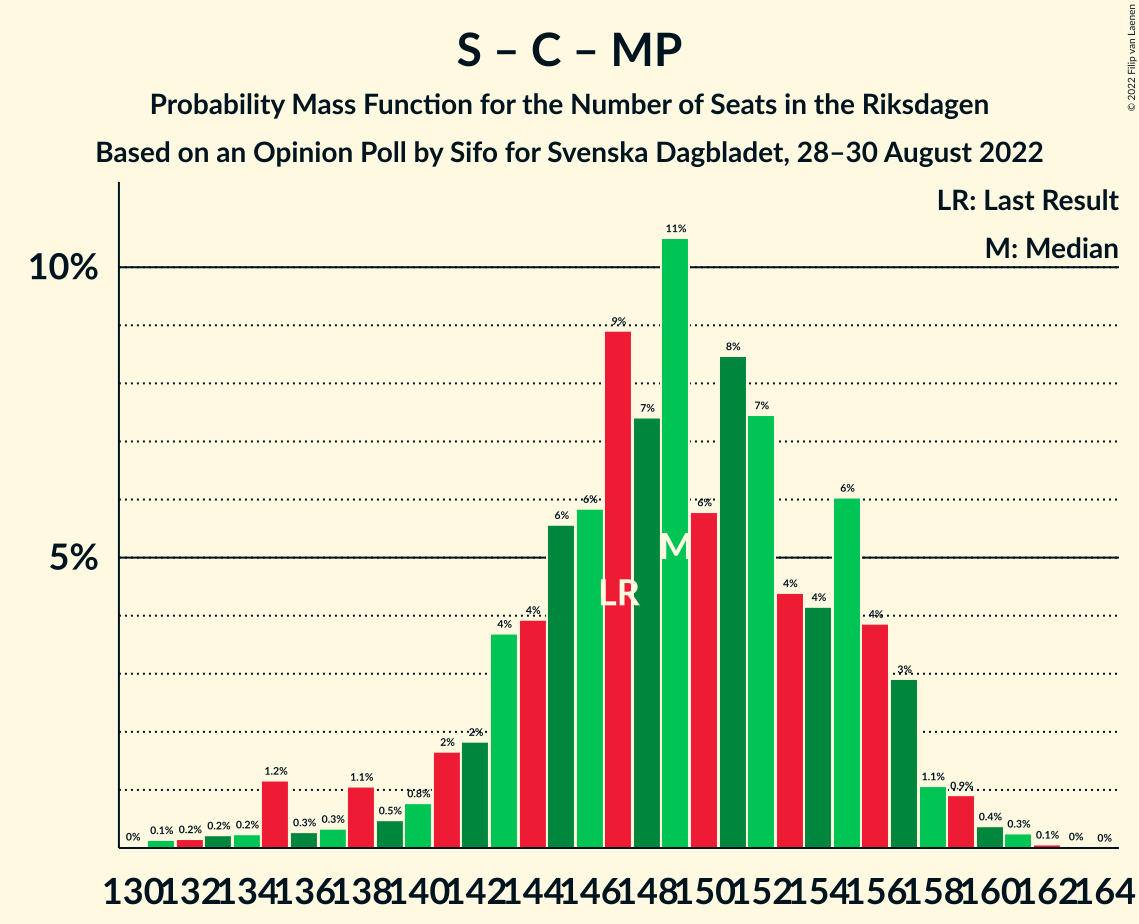 S – C – MP
Probability Mass Function for the Number of Seats in the Riksdagen
Based on an Opinion Poll by Sifo for Svenska Dagbladet, 28–30 August 2022
© 2022 Filip van Laenen
LR: Last Result
M: Median
10%
5%
0% 0.1% 0.2% 0.2% 0.2% 1.2% 0.3% 0.3% 1.1% 0.5% 0.8% 2% 2% 4% 4% 6% 6% 9% 7% 11% 6% 8% 7% 4% 4% 6% 4% 3% 1.1% 0.9% 0.4% 0.3% 0.1% 0% 0%
LR
M
130 132 134 136 138 140 142 144 146 148 150 152 154 156 158 160 162 164